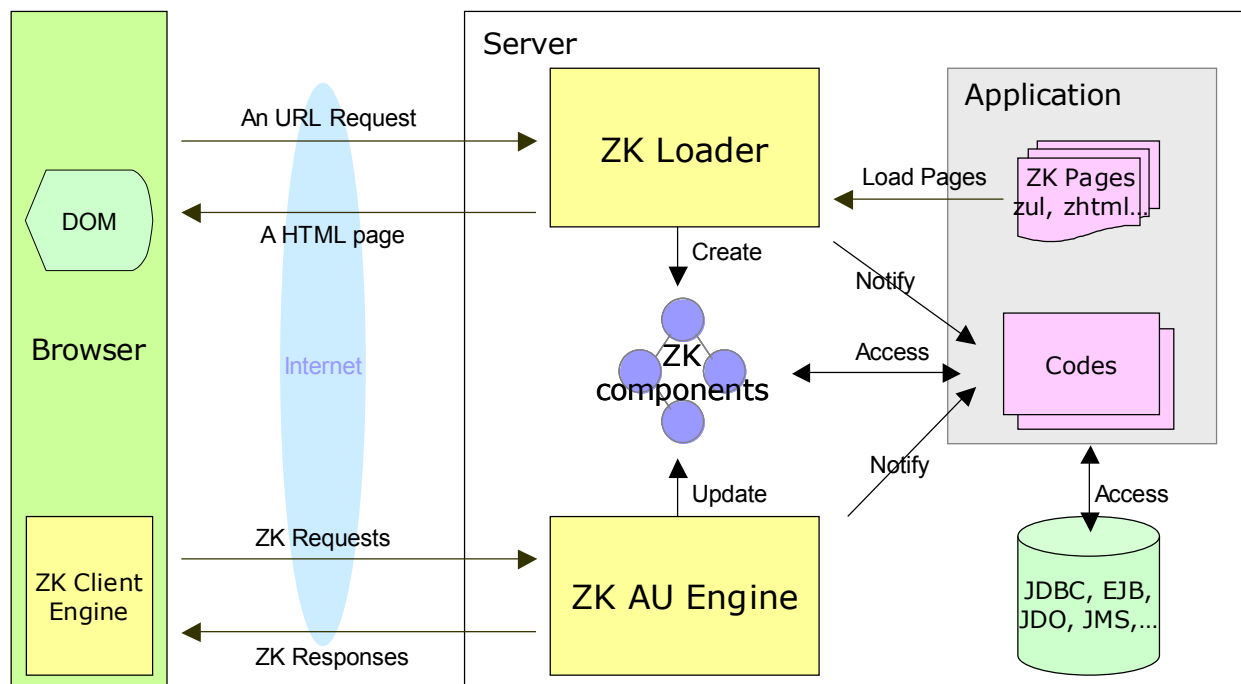 Server
Application
An URL Request
ZK Loader
Load Pages
ZK Pages
zul, zhtml...
DOM
A HTML page
Create
Notify
Browser
Internet
ZK
components
Access
Codes
Notify
Update
Access
ZK Requests
ZK Client
Engine
ZK AU Engine
JDBC, EJB,
JDO, JMS,...
ZK Responses